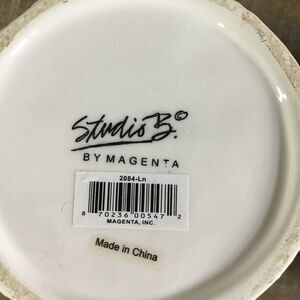 Studio B.©
BY MAGENTA
2084-Ln
8 70236 00547 2
MAGENTA, INC.
Made in China